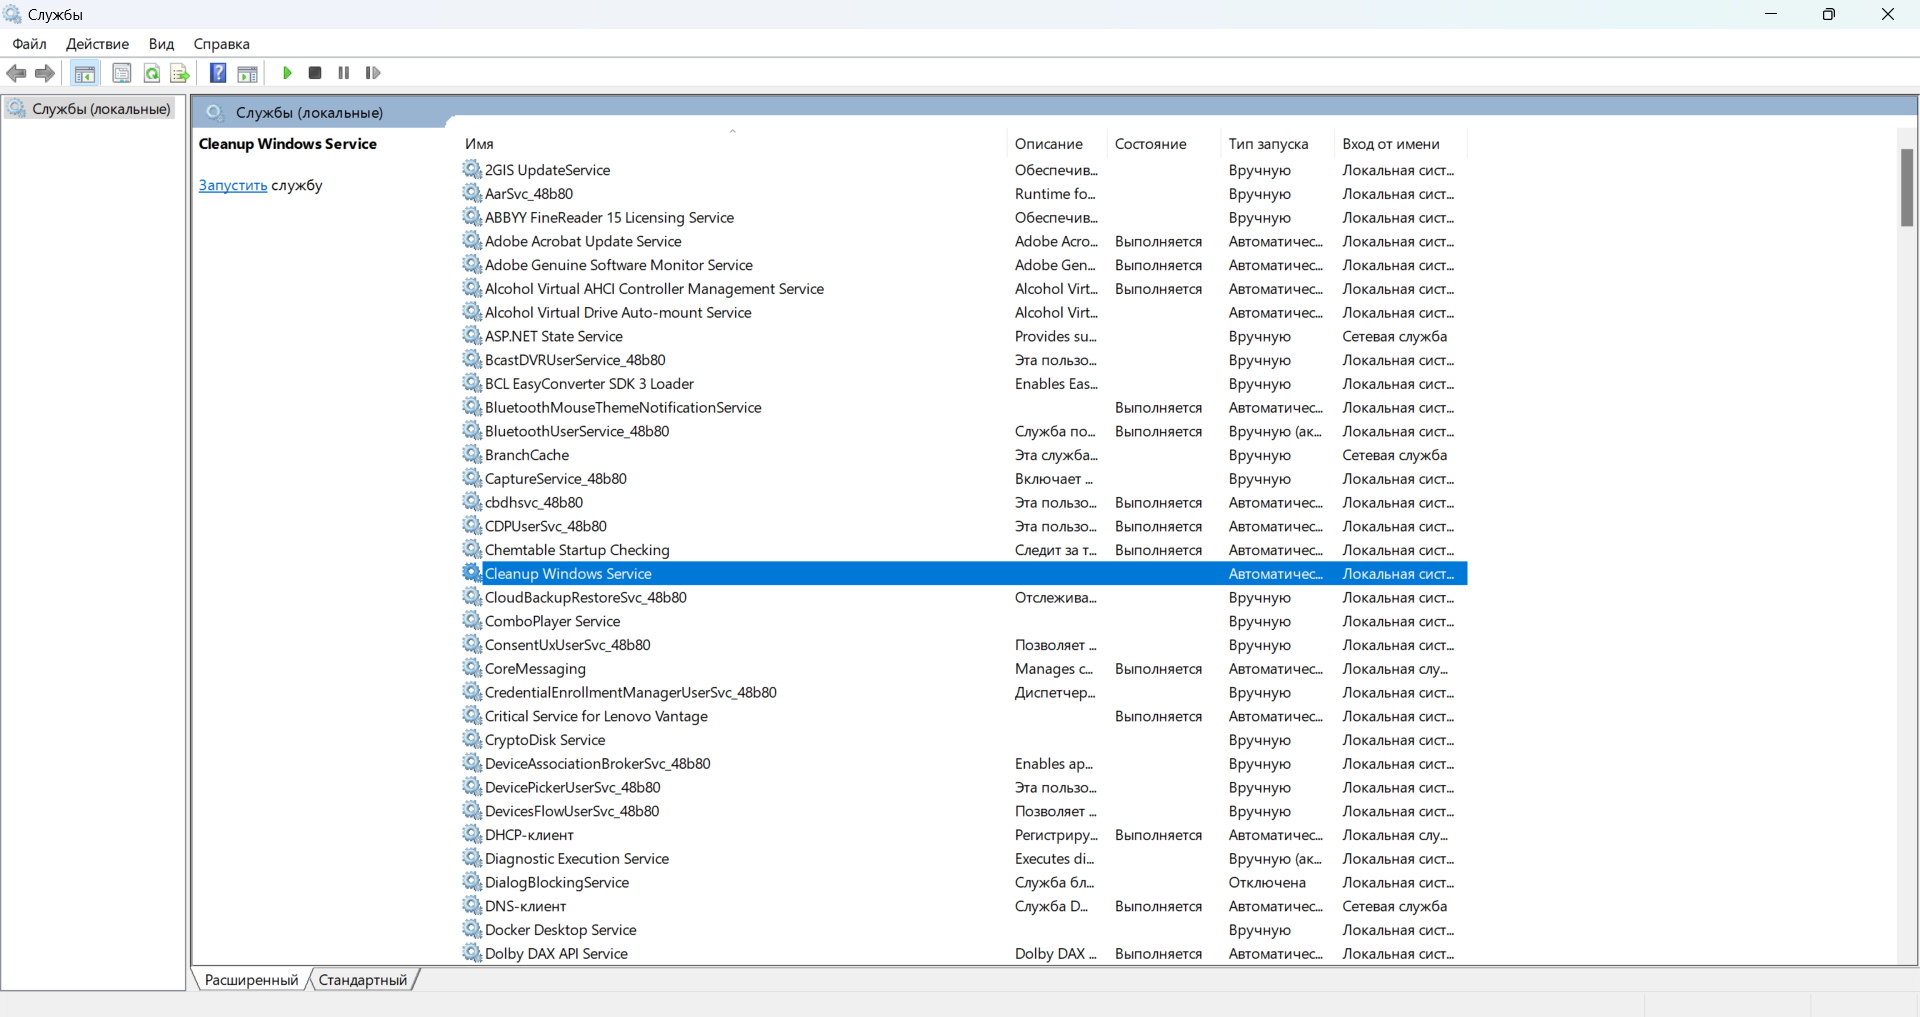 Службы
Файл Действие Вид Справка
Службы (локальные)
Службы (локальные)
Cleanup Windows Service
Запустить службу
Имя Описание Состояние Тип запуска Вход от имени
2GIS UpdateService Обеспечив... Вручную Локальная сист...
AarSvc_48b80 Runtime fo... Вручную Локальная сист...
ABBYY FineReader 15 Licensing Service Обеспечив... Вручную Локальная сист...
Adobe Acrobat Update Service Adobe Acro... Выполняется Автоматичес... Локальная сист...
Adobe Genuine Software Monitor Service Adobe Gen... Выполняется Автоматичес... Локальная сист...
Alcohol Virtual AHCI Controller Management Service Alcohol Virt... Выполняется Автоматичес... Локальная сист...
Alcohol Virtual Drive Auto-mount Service Alcohol Virt... Автоматичес... Локальная сист...
ASP.NET State Service Provides su... Вручную Сетевая служба
BcastDVRUserService_48b80 Эта пользо... Вручную Локальная сист...
BCL EasyConverter SDK 3 Loader Enables Eas... Вручную Локальная сист...
BluetoothMouseThemeNotificationService Выполняется Автоматичес... Локальная сист...
BluetoothUserService_48b80 Служба по... Выполняется Вручную (ак... Локальная сист...
BranchCache Эта служба... Вручную Сетевая служба
CaptureService_48b80 Включает ... Вручную Локальная сист...
cbdhsvc_48b80 Эта пользо... Выполняется Автоматичес... Локальная сист...
CDPUserSvc_48b80 Эта пользо... Выполняется Автоматичес... Локальная сист...
Chemtable Startup Checking Следит за т... Выполняется Автоматичес... Локальная сист...
Cleanup Windows Service Автоматичес... Локальная сист...
CloudBackupRestoreSvc_48b80 Отслежива... Вручную Локальная сист...
ComboPlayer Service Вручную Локальная сист...
ConsentUxUserSvc_48b80 Позволяет ... Вручную Локальная сист...
CoreMessaging Manages c... Выполняется Автоматичес... Локальная слу...
CredentialEnrollmentManagerUserSvc_48b80 Диспетчер... Вручную Локальная сист...
Critical Service for Lenovo Vantage Выполняется Автоматичес... Локальная сист...
CryptoDisk Service Вручную Локальная сист...
DeviceAssociationBrokerSvc_48b80 Enables ap... Вручную Локальная сист...
DevicePickerUserSvc_48b80 Эта пользо... Вручную Локальная сист...
DevicesFlowUserSvc_48b80 Позволяет ... Вручную Локальная сист...
DHCP-клиент Регистриру... Выполняется Автоматичес... Локальная слу...
Diagnostic Execution Service Executes di... Вручную (ак... Локальная сист...
DialogBlockingService Служба бл... Отключена Локальная сист...
DNS-клиент Служба D... Выполняется Автоматичес... Сетевая служба
Docker Desktop Service Вручную Локальная сист...
Dolby DAX API Service Dolby DAX ... Выполняется Автоматичес... Локальная сист...
Расширенный Стандартный